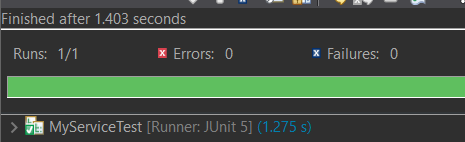 Finished after 1.403 seconds
Runs: 1/1 Errors: 0 Failures: 0
MyServiceTest [Runner: JUnit 5] (1.275 s)